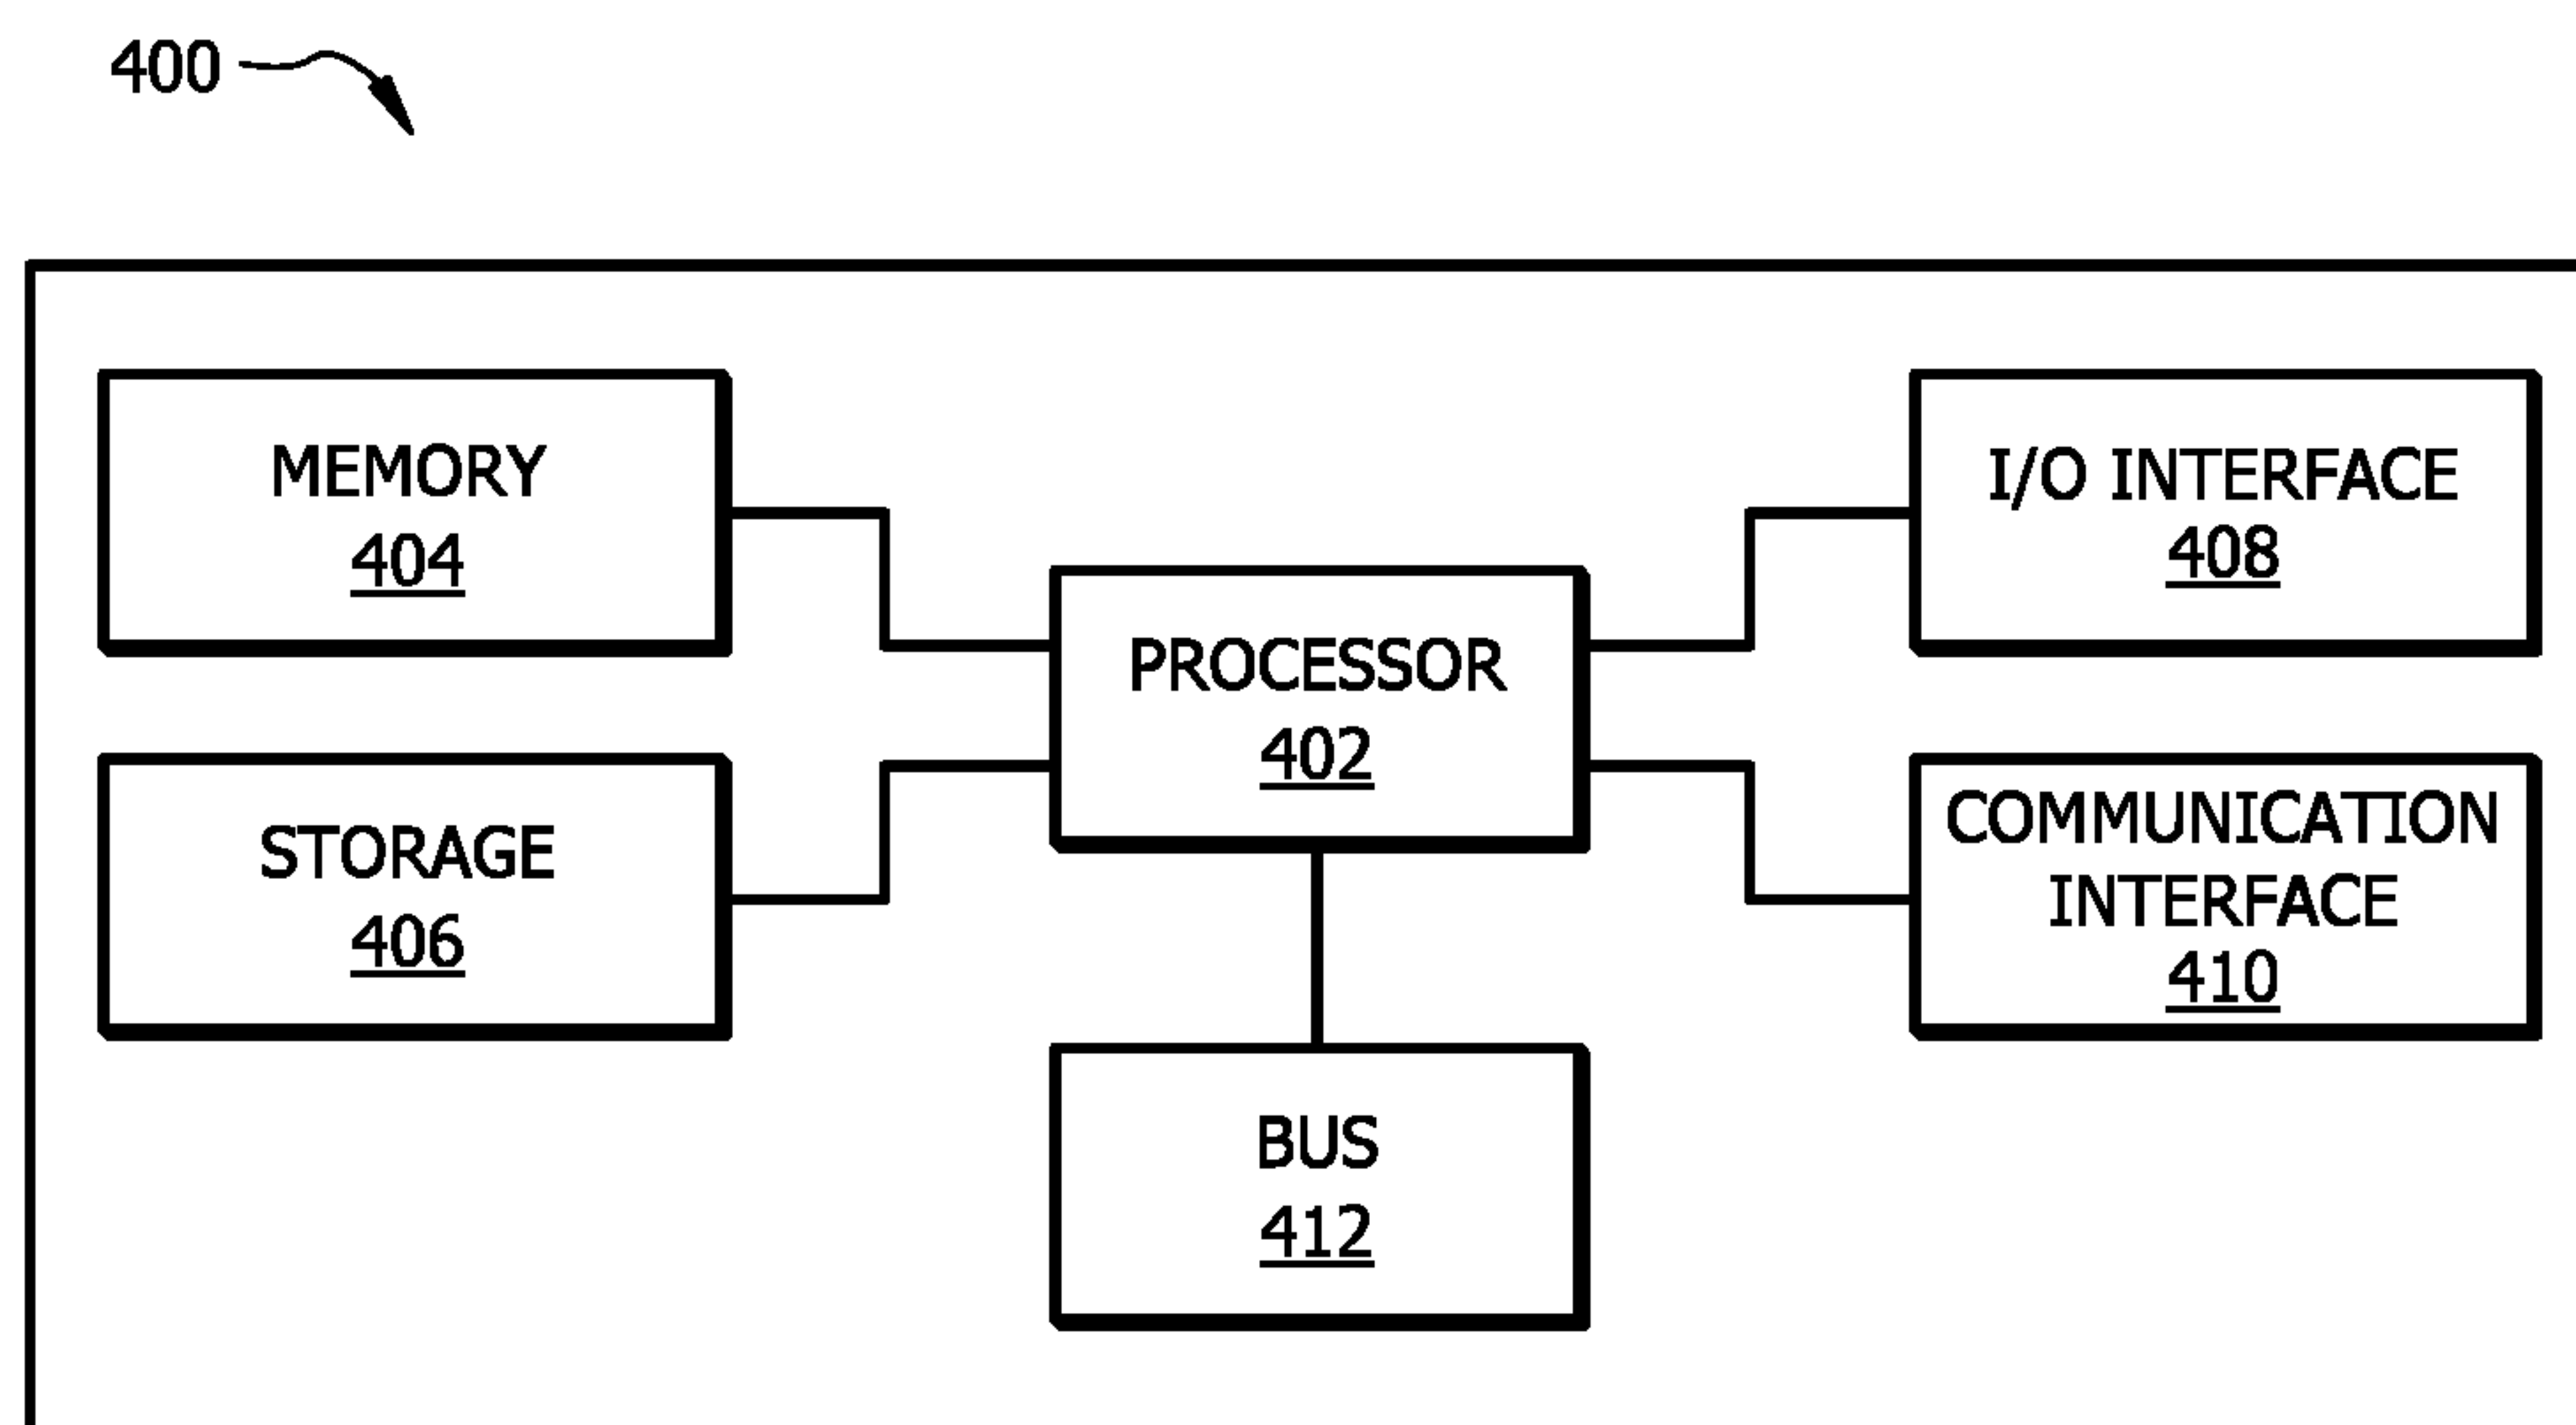 400
MEMORY
404
I/O INTERFACE
408
PROCESSOR
402
STORAGE
406
COMMUNICATION
INTERFACE
410
BUS
412